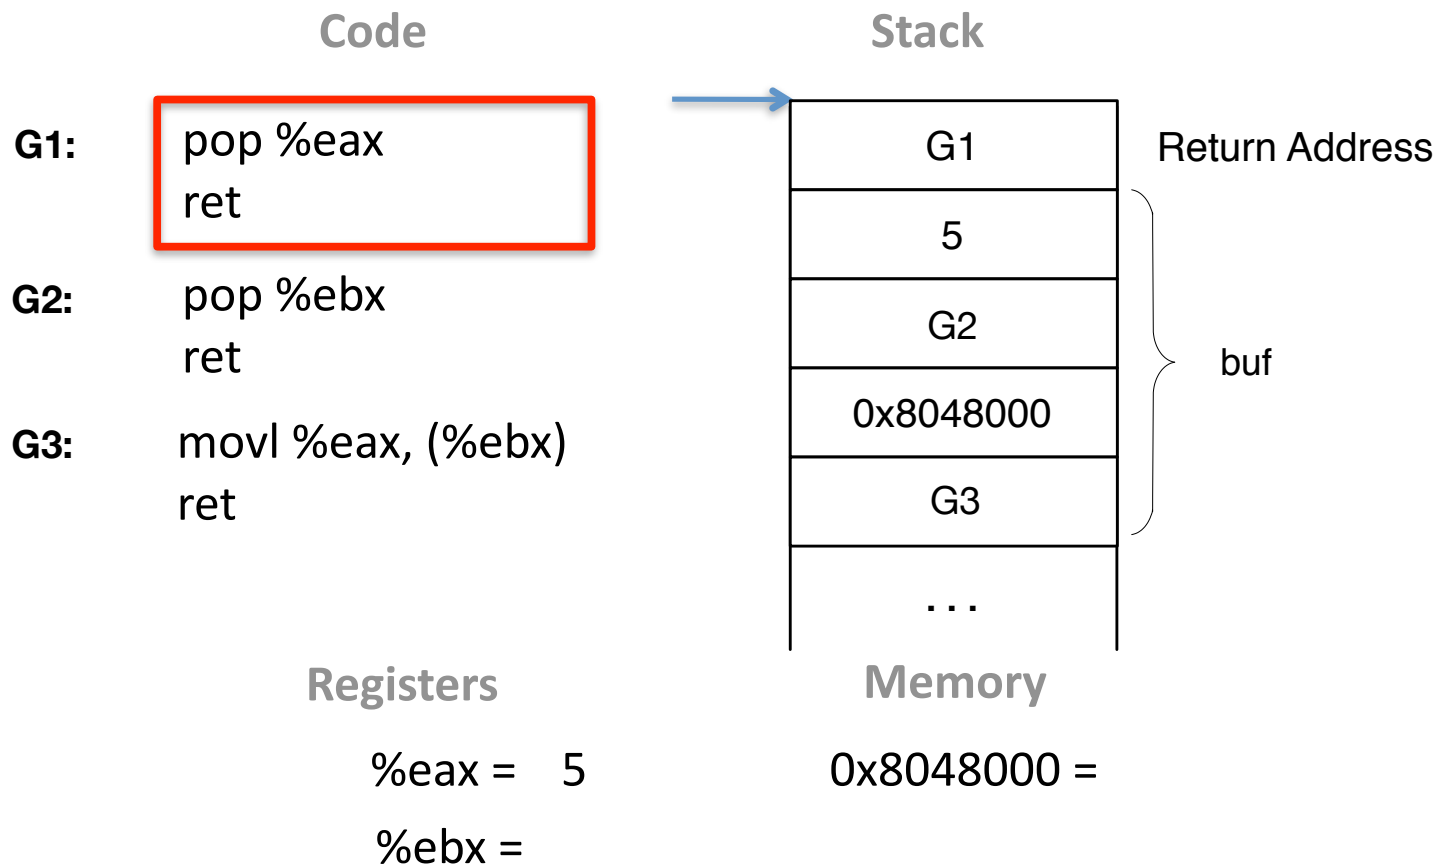 Code
G1:
pop %eax
ret
G2:
pop %ebx
ret
G3:
movl %eax, (%ebx)
ret
Stack
G1
Return Address
5
G2
0x8048000
G3
...
buf
Registers
%eax = 5
%ebx =
Memory
0x8048000 =